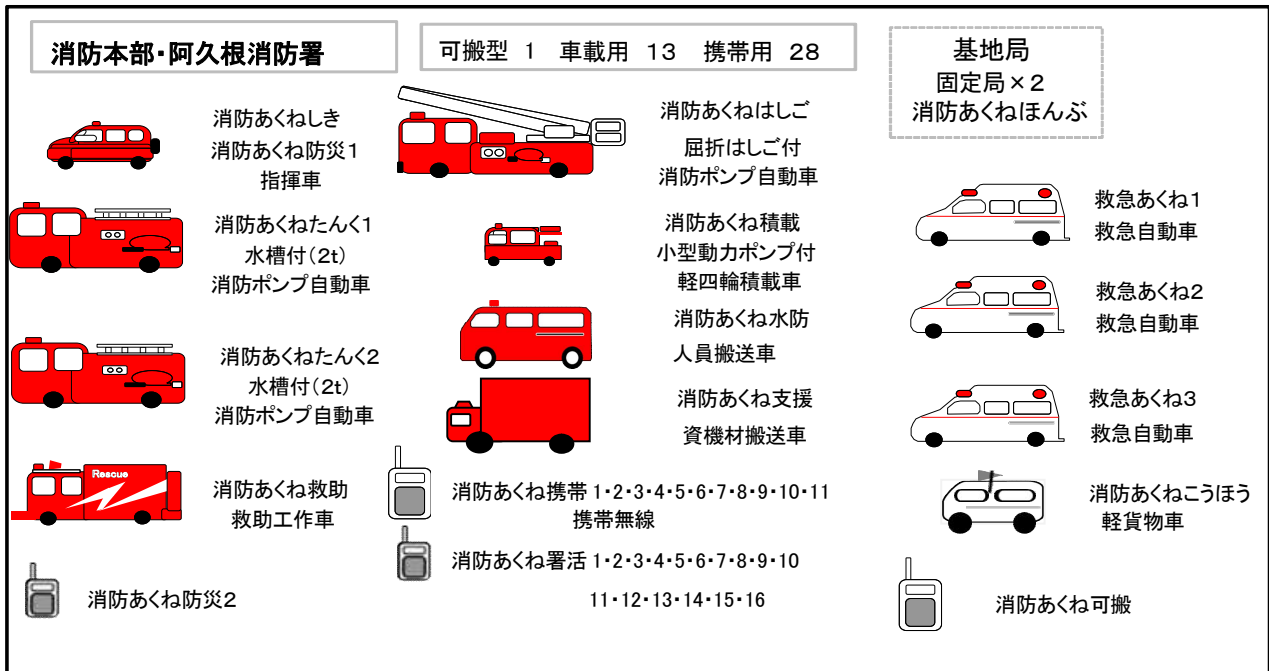 消防本部・阿久根消防署
可搬型 1 車載用 13 携帯用 28
基地局
固定局×2
消防あくねほんぶ
消防あくねしき
消防あくね防災1
指揮車
消防あくねたんく1
水槽付(2t)
消防ポンプ自動車
消防あくねたんく2
水槽付(2t)
消防ポンプ自動車
Rescue
消防あくね救助
救助工作車
消防あくね防災2
消防あくねはしご
屈折はしご付
消防ポンプ自動車
消防あくね積載
小型動力ポンプ付
軽四輪積載車
消防あくね水防
人員搬送車
消防あくね支援
資機材搬送車
消防あくね携帯 1・2・3・4・5・6・7・8・9・10・11
携帯無線
消防あくね署活 1・2・3・4・5・6・7・8・9・10
11・12・13・14・15・16
救急あくね1
救急自動車
救急あくね2
救急自動車
救急あくね3
救急自動車
消防あくねこうほう
軽貨物車
消防あくね可搬